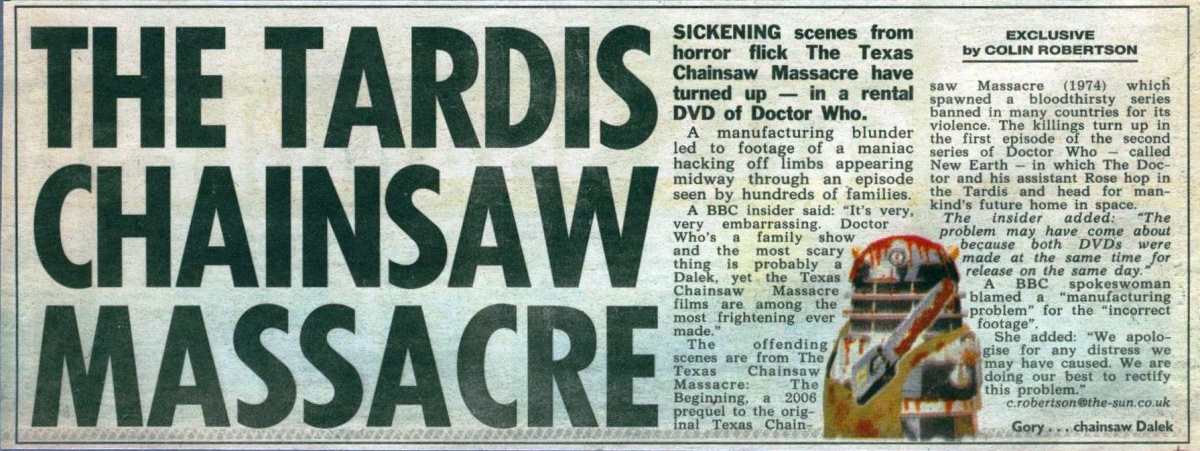 THE TARDIS
CHAINSAW
MASSACRE
SICKENING scenes from
horror flick The Texas
Chainsaw Massacre have
turned up — in a rental
DVD of Doctor Who.
A manufacturing blunder
led to footage of a maniac
hacking off limbs appearing
midway through an episode
seen by hundreds of families.
A BBC insider said: “It's very,
very embarrassing. Doctor
Who's a family show
and the most scary
thing is probably a
Dalek, yet the Texas
Chainsaw Massacre
films are among the
most frightening ever
made.”
The offending
scenes are from The
Texas Chainsaw
Massacre: The
Beginning, a 2006
prequel to the orig-
inal Texas Chain-
EXCLUSIVE
by COLIN ROBERTSON
saw Massacre (1974) which
spawned a bloodthirsty series
banned in many countries for its
violence. The killings turn up in
the first episode of the second
series of Doctor Who — called
New Earth — in which The Doc-
tor and his assistant Rose hop in
the Tardis and head for man-
kind's future home in space.
The insider added: “The
problem may have come about
because both DVDs were
made at the same time for
release on the same day.”
A BBC spokeswoman
blamed a “manufacturing
problem” for the “incorrect
footage”.
She added: “We apolo-
gise for any distress we
may have caused. We are
doing our best to rectify
this problem.”
c.robertson@the-sun.co.uk
Gory . . . chainsaw Dalek